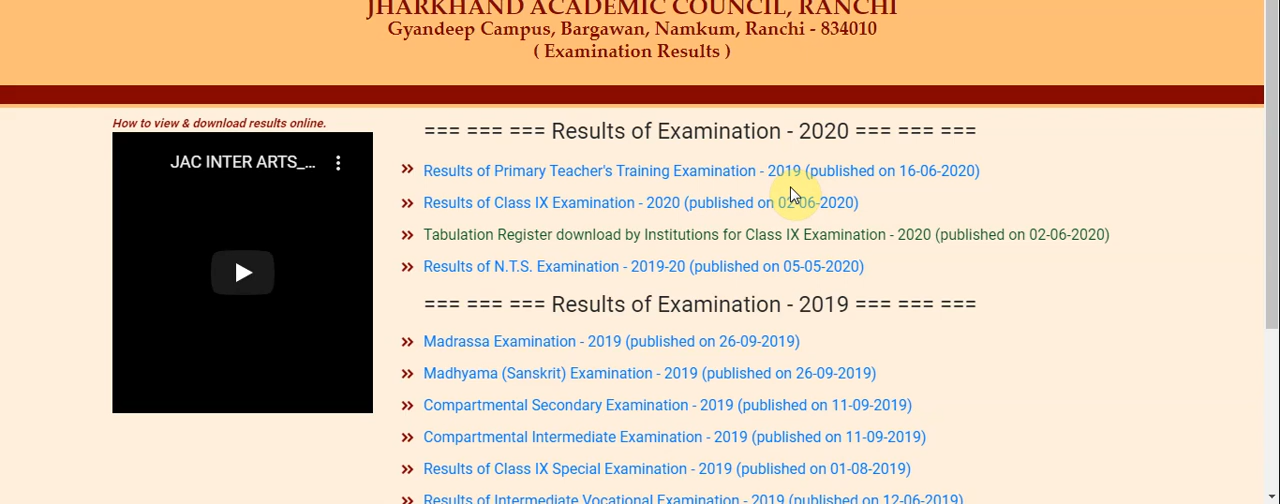 JHARKHAND ACADEMIC COUNCIL, RANCHI
Gyandeep Campus, Bargawan, Namkum, Ranchi - 834010
( Examination Results )
How to view & download results online.
JAC INTER ARTS_...
=== === === Results of Examination - 2020 === === ===
Results of Primary Teacher's Training Examination - 2019 (published on 16-06-2020)
Results of Class IX Examination - 2020 (published on 02-06-2020)
Tabulation Register download by Institutions for Class IX Examination - 2020 (published on 02-06-2020)
Results of N.T.S. Examination - 2019-20 (published on 05-05-2020)
=== === === Results of Examination - 2019 === === ===
Madrassa Examination - 2019 (published on 26-09-2019)
Madhyama (Sanskrit) Examination - 2019 (published on 26-09-2019)
Compartmental Secondary Examination - 2019 (published on 11-09-2019)
Compartmental Intermediate Examination - 2019 (published on 11-09-2019)
Results of Class IX Special Examination - 2019 (published on 01-08-2019)
Results of Intermediate Vocational Examination - 2019 (published on 12-06-2019)